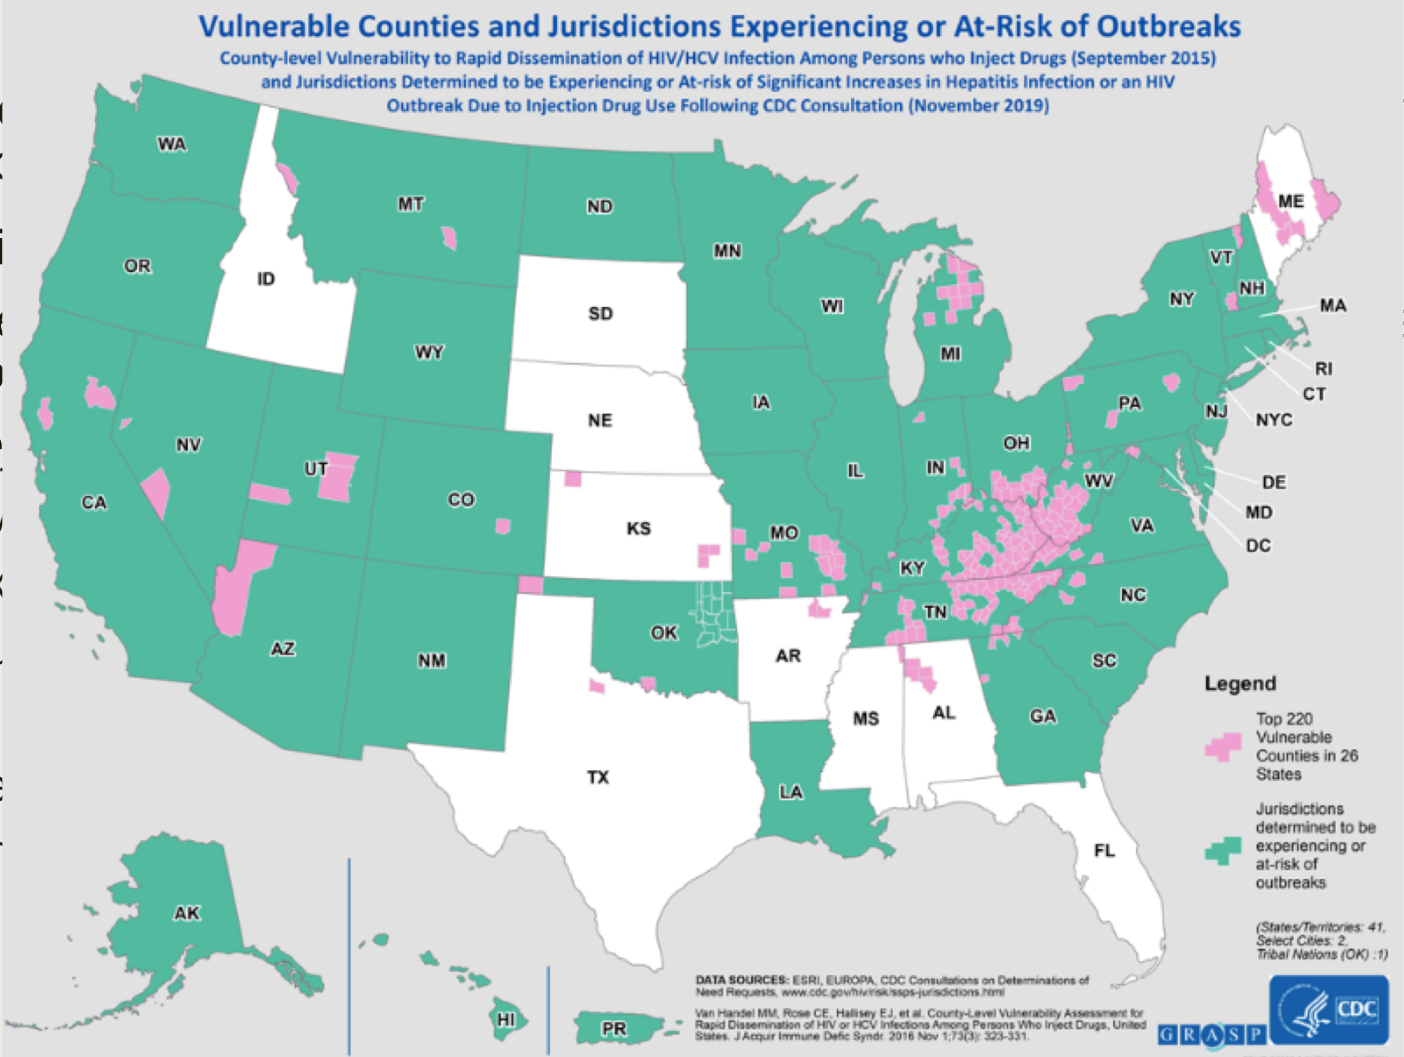 Vulnerable Counties and Jurisdictions Experiencing or At-Risk of Outbreaks
County-level Vulnerability to Rapid Dissemination of HIV/HCV Infection Among Persons who Inject Drugs (September 2015)
and Jurisdictions Determined to be Experiencing or At-risk of Significant Increases in Hepatitis Infection or an HIV
Outbreak Due to Injection Drug Use Following CDC Consultation (November 2019)
WA
MT
ND
MN
ME
OR
ID
SD
WI
VT
NH
NY
MA
WY
MI
RI
IA
NE
PA
CT
NJ
NYC
NV
UT
CO
IL
IN
OH
WV
DE
CA
KS
MO
VA
MD
DC
KY
NC
AZ
NM
OK
TN
AR
SC
MS
AL
GA
TX
LA
FL
AK
HI
PR
Legend
Top 220
Vulnerable
Counties in 26
States
Jurisdictions
determined to be
experiencing or
at-risk of
outbreaks
(States/Territories: 41,
Select Cities: 2,
Tribal Nations (OK) :1)
DATA SOURCES: ESRI, EUROPA, CDC Consultations on Determinations of
Need Requests, www.cdc.gov/hiv/risk/ssps-jurisdictions.html
Van Handel MM, Rose CE, Hallisey EJ, et al. County-Level Vulnerability Assessment for
Rapid Dissemination of HIV or HCV Infections Among Persons Who Inject Drugs, United
States. J Acquir Immune Defic Syndr. 2016 Nov 1;73(3): 323-331.
GRASP
CDC